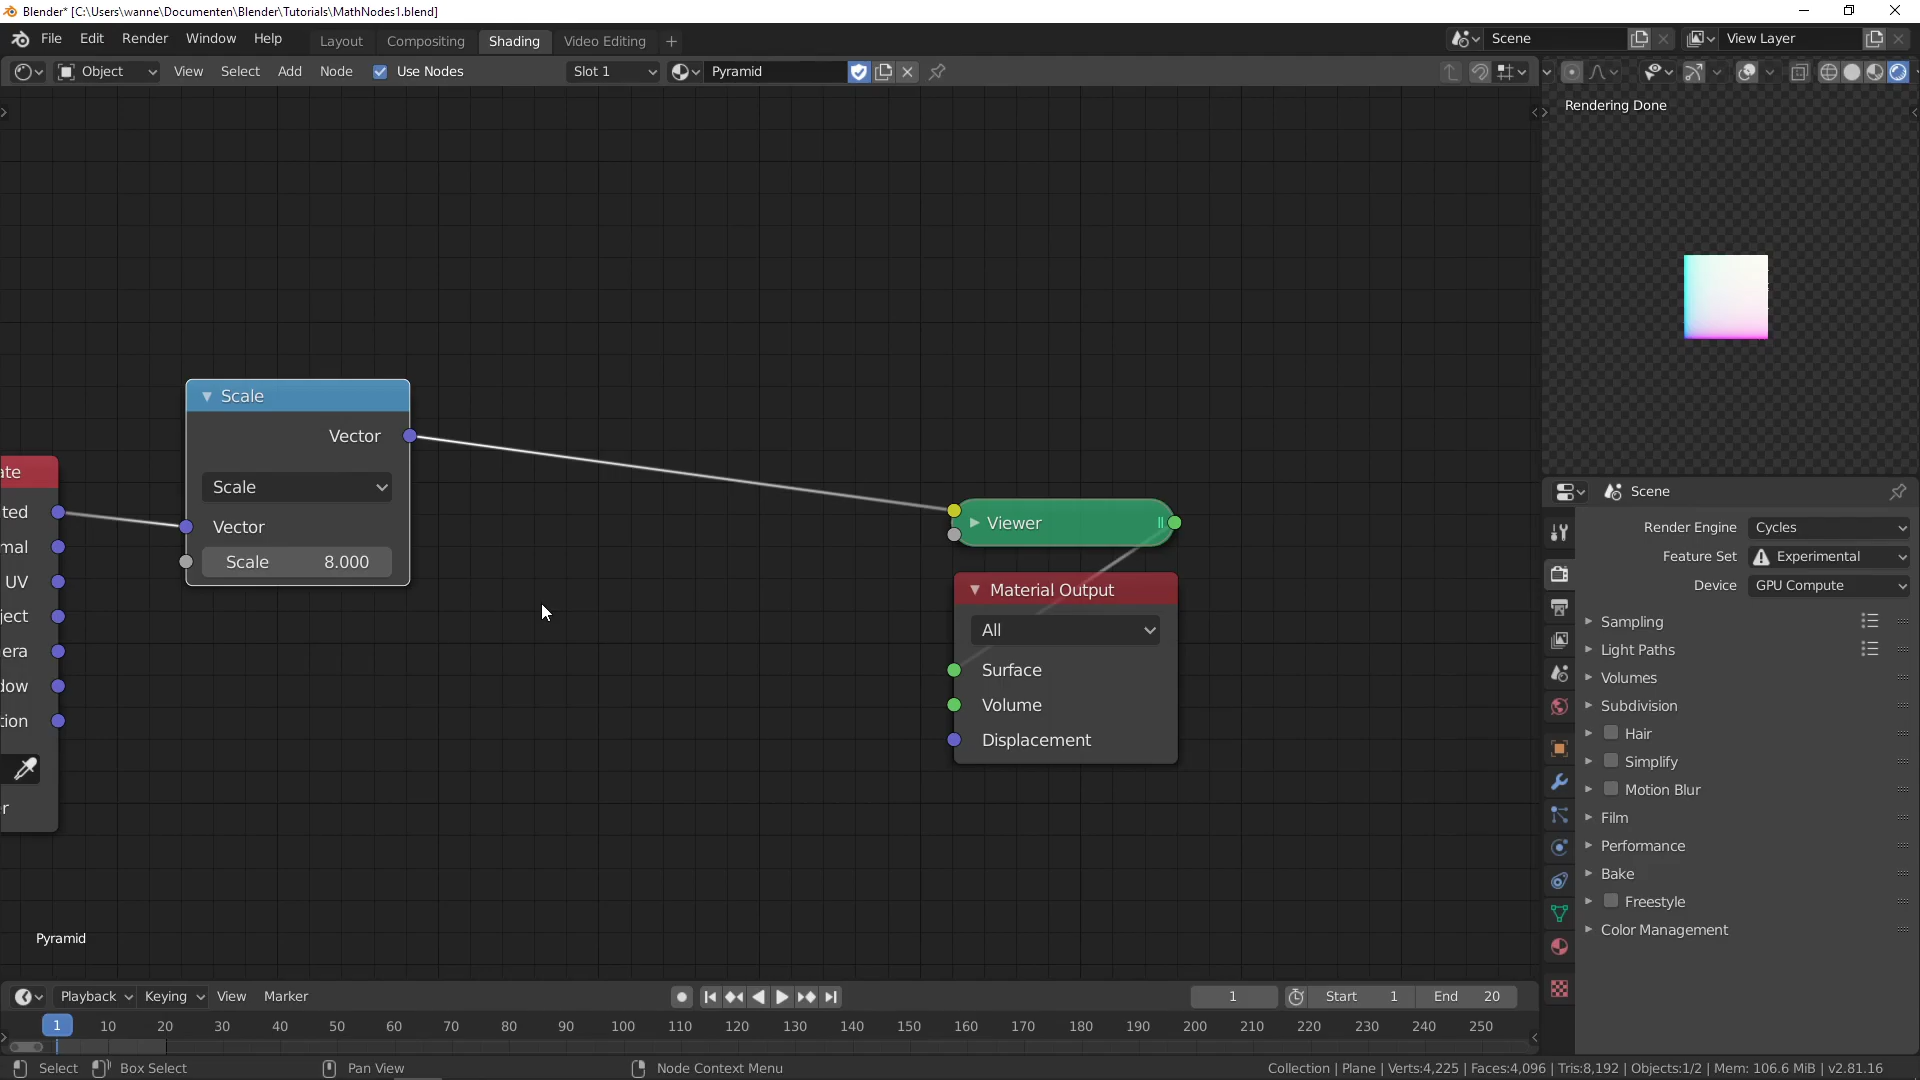 Blender* [C:\Users\wanne\Documenten\Blender\Tutorials\MathNodes1.blend]
File Edit Render Window Help Layout Compositing Shading Video Editing + Scene View Layer
Object View Select Add Node Use Nodes Slot 1 Pyramid
Rendering Done
Scale
Vector
Scale
Vector
Scale 8.000
ate
ted
mal
UV
ject
era
dow
tion
r
Viewer
Material Output
All
Surface
Volume
Displacement
Pyramid
Scene
Render Engine Cycles
Feature Set Experimental
Device GPU Compute
Sampling
Light Paths
Volumes
Subdivision
Hair
Simplify
Motion Blur
Film
Performance
Bake
Freestyle
Color Management
Playback Keying View Marker 1 Start 1 End 20
1 10 20 30 40 50 60 70 80 90 100 110 120 130 140 150 160 170 180 190 200 210 220 230 240 250
Select Box Select Pan View Node Context Menu Collection | Plane | Verts:4,225 | Faces:4,096 | Tris:8,192 | Objects:1/2 | Mem: 106.6 MiB | v2.81.16